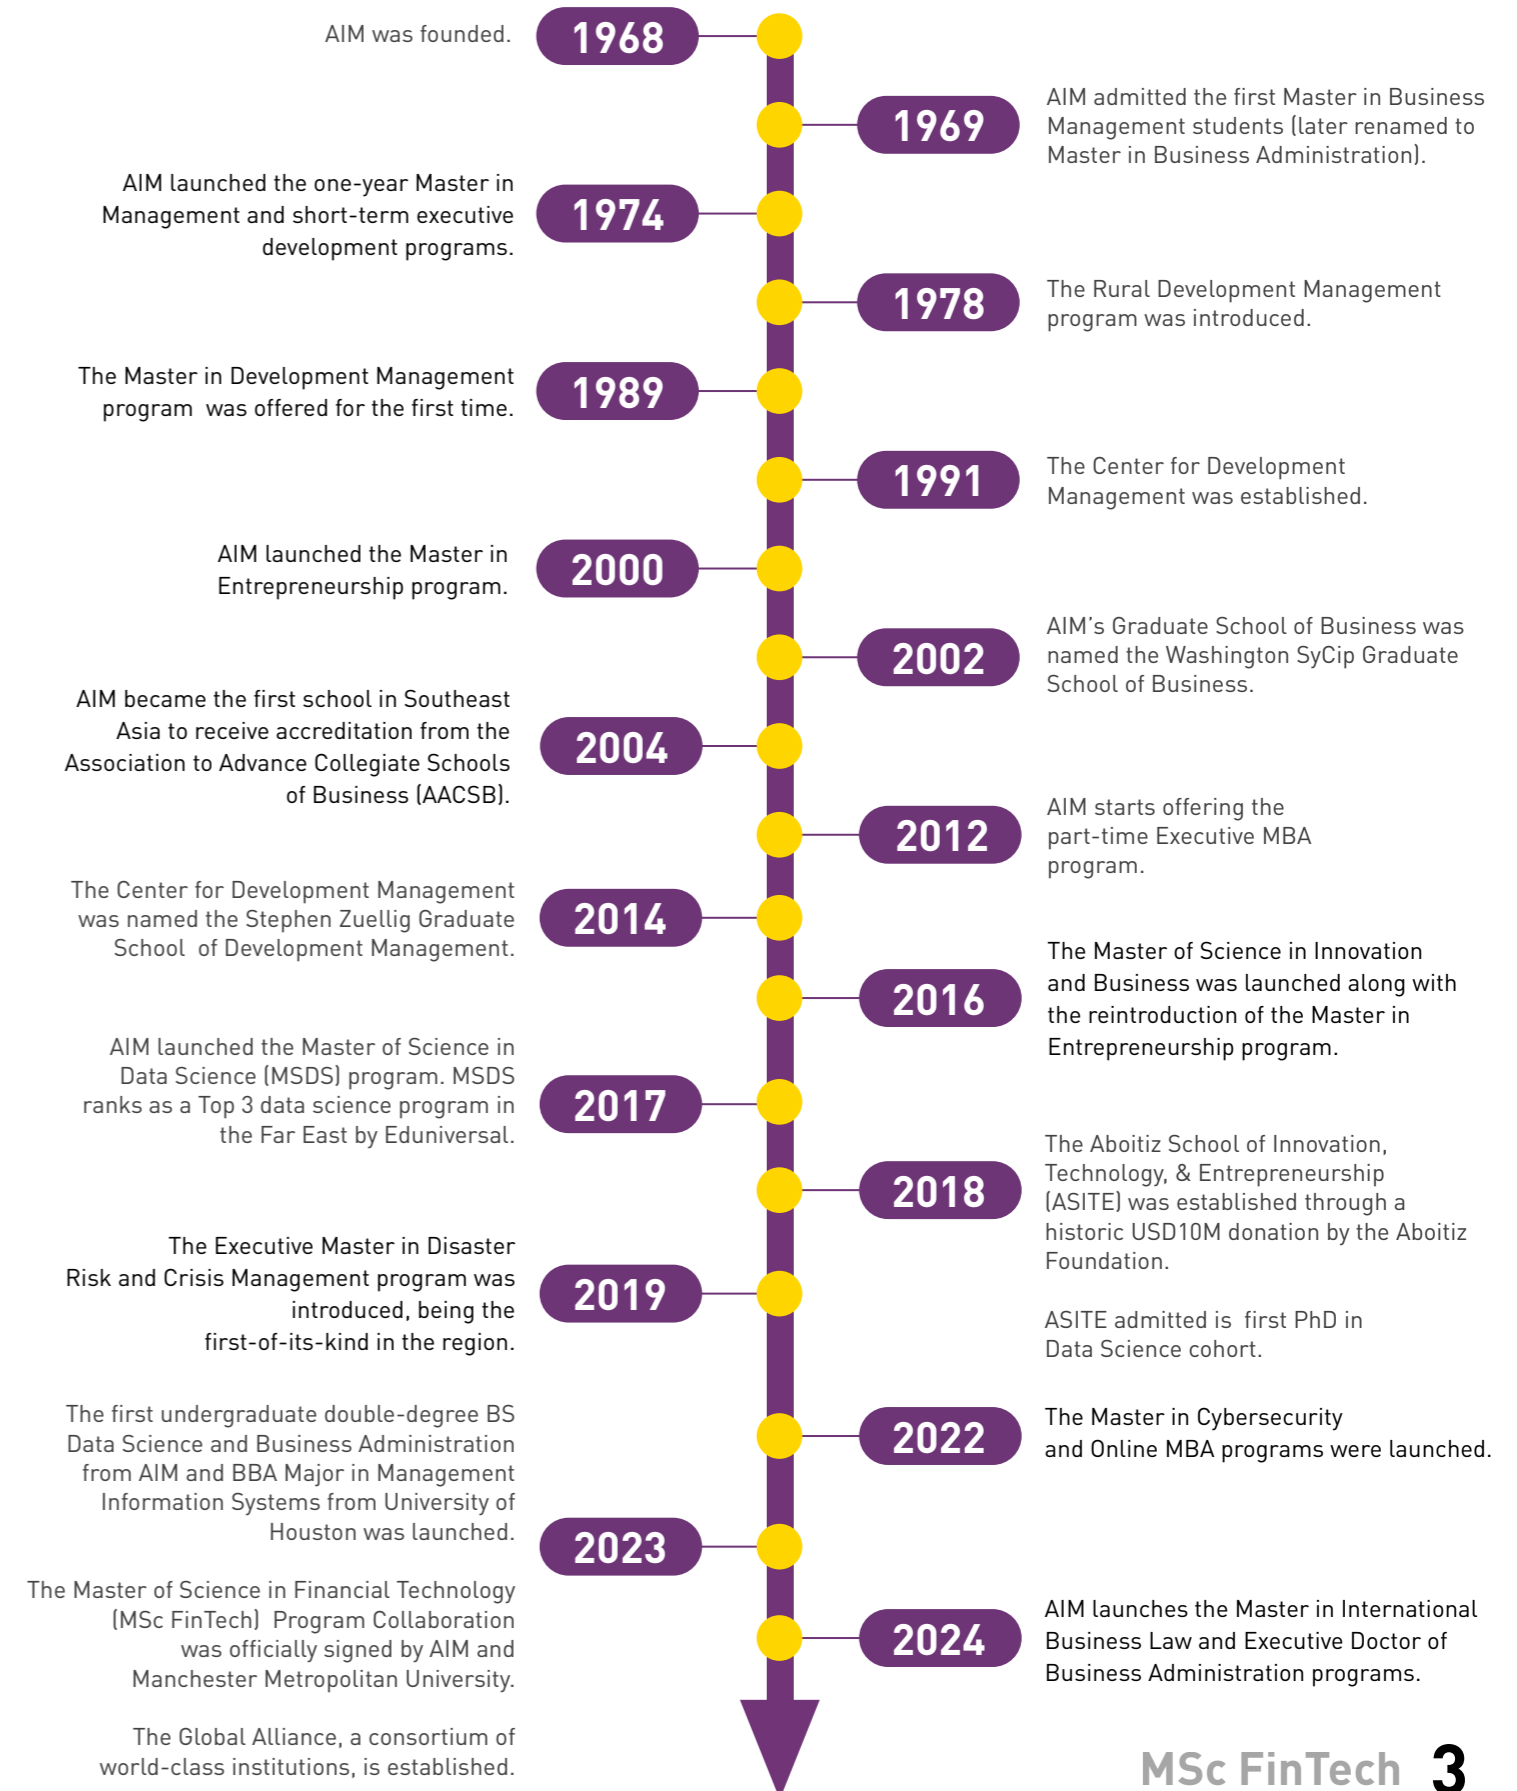 AIM was founded.
1968
1969
AIM admitted the first Master in Business
Management students (later renamed to
Master in Business Administration).
AIM launched the one-year Master in
Management and short-term executive
development programs.
1974
1978
The Rural Development Management
program was introduced.
The Master in Development Management
program was offered for the first time.
1989
1991
The Center for Development
Management was established.
AIM launched the Master in
Entrepreneurship program.
2000
2002
AIM's Graduate School of Business was
named the Washington SyCip Graduate
School of Business.
AIM became the first school in Southeast
Asia to receive accreditation from the
Association to Advance Collegiate Schools
of Business (AACSB).
2004
2012
AIM starts offering the
part-time Executive MBA
program.
The Center for Development Management
was named the Stephen Zuellig Graduate
School of Development Management.
2014
2016
The Master of Science in Innovation
and Business was launched along with
the reintroduction of the Master in
Entrepreneurship program.
AIM launched the Master of Science in
Data Science (MSDS) program. MSDS
ranks as a Top 3 data science program in
the Far East by Eduniversal.
2017
2018
The Aboitiz School of Innovation,
Technology, & Entrepreneurship
(ASITE) was established through a
historic USD10M donation by the Aboitiz
Foundation.
ASITE admitted is first PhD in
Data Science cohort.
The Executive Master in Disaster
Risk and Crisis Management program was
introduced, being the
first-of-its-kind in the region.
2019
2022
The Master in Cybersecurity
and Online MBA programs were launched.
The first undergraduate double-degree BS
Data Science and Business Administration
from AIM and BBA Major in Management
Information Systems from University of
Houston was launched.
2023
The Master of Science in Financial Technology
(MSc FinTech) Program Collaboration
was officially signed by AIM and
Manchester Metropolitan University.
The Global Alliance, a consortium of
world-class institutions, is established.
2024
AIM launches the Master in International
Business Law and Executive Doctor of
Business Administration programs.
MSc FinTech 3